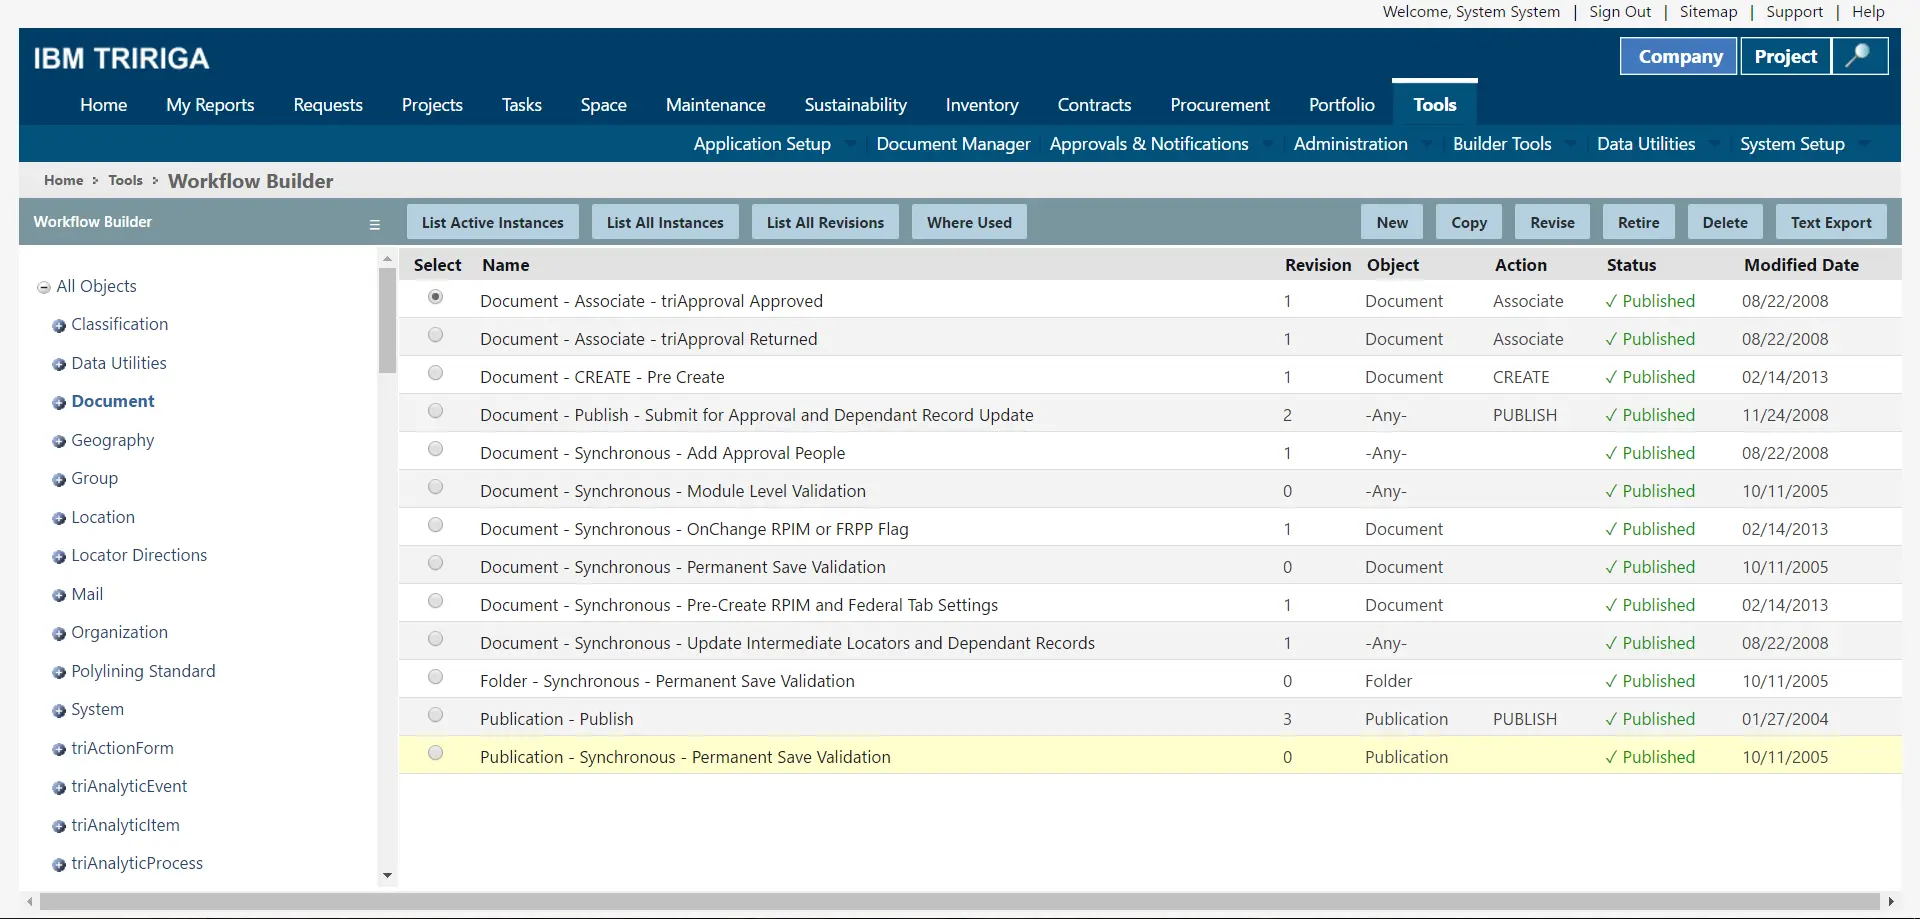 Welcome, System System | Sign Out | Sitemap | Support | Help
IBM TRIRIGA
Company Project
Home My Reports Requests Projects Tasks Space Maintenance Sustainability Inventory Contracts Procurement Portfolio Tools
Application Setup Document Manager Approvals & Notifications Administration Builder Tools Data Utilities System Setup
Home Tools Workflow Builder
Workflow Builder
List Active Instances List All Instances List All Revisions Where Used New Copy Revise Retire Delete Text Export
All Objects
Classification
Data Utilities
Document
Geography
Group
Location
Locator Directions
Mail
Organization
Polylining Standard
System
triActionForm
triAnalyticEvent
triAnalyticItem
triAnalyticProcess
Select Name Revision Object Action Status Modified Date
Document - Associate - triApproval Approved 1 Document Associate ✓ Published 08/22/2008
Document - Associate - triApproval Returned 1 Document Associate ✓ Published 08/22/2008
Document - CREATE - Pre Create 1 Document CREATE ✓ Published 02/14/2013
Document - Publish - Submit for Approval and Dependant Record Update 2 -Any- PUBLISH ✓ Published 11/24/2008
Document - Synchronous - Add Approval People 1 -Any- ✓ Published 08/22/2008
Document - Synchronous - Module Level Validation 0 -Any- ✓ Published 10/11/2005
Document - Synchronous - OnChange RPIM or FRPP Flag 1 Document ✓ Published 02/14/2013
Document - Synchronous - Permanent Save Validation 0 Document ✓ Published 10/11/2005
Document - Synchronous - Pre-Create RPIM and Federal Tab Settings 1 Document ✓ Published 02/14/2013
Document - Synchronous - Update Intermediate Locators and Dependant Records 1 -Any- ✓ Published 08/22/2008
Folder - Synchronous - Permanent Save Validation 0 Folder ✓ Published 10/11/2005
Publication - Publish 3 Publication PUBLISH ✓ Published 01/27/2004
Publication - Synchronous - Permanent Save Validation 0 Publication ✓ Published 10/11/2005